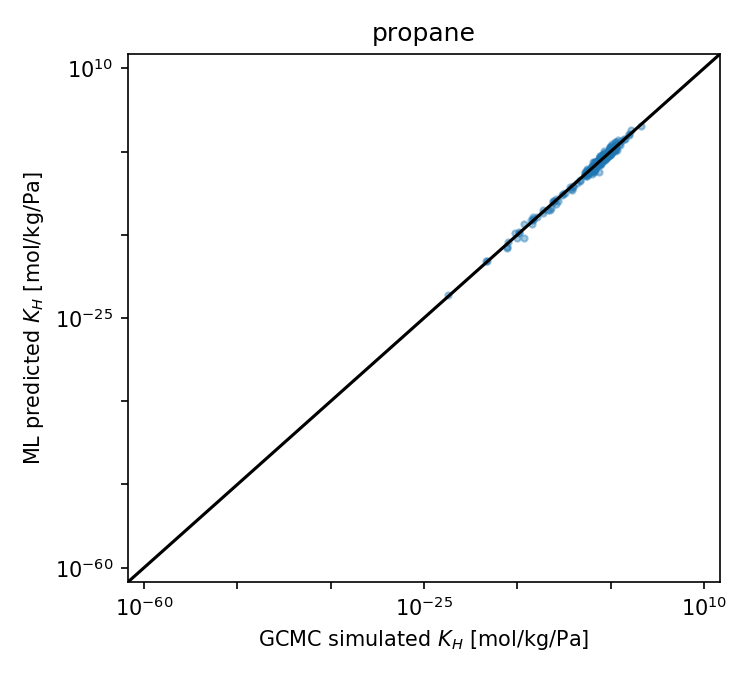 propane
10^10
10^-25
10^-60
ML predicted K_H [mol/kg/Pa]
10^-60 10^-25 10^10
GCMC simulated K_H [mol/kg/Pa]